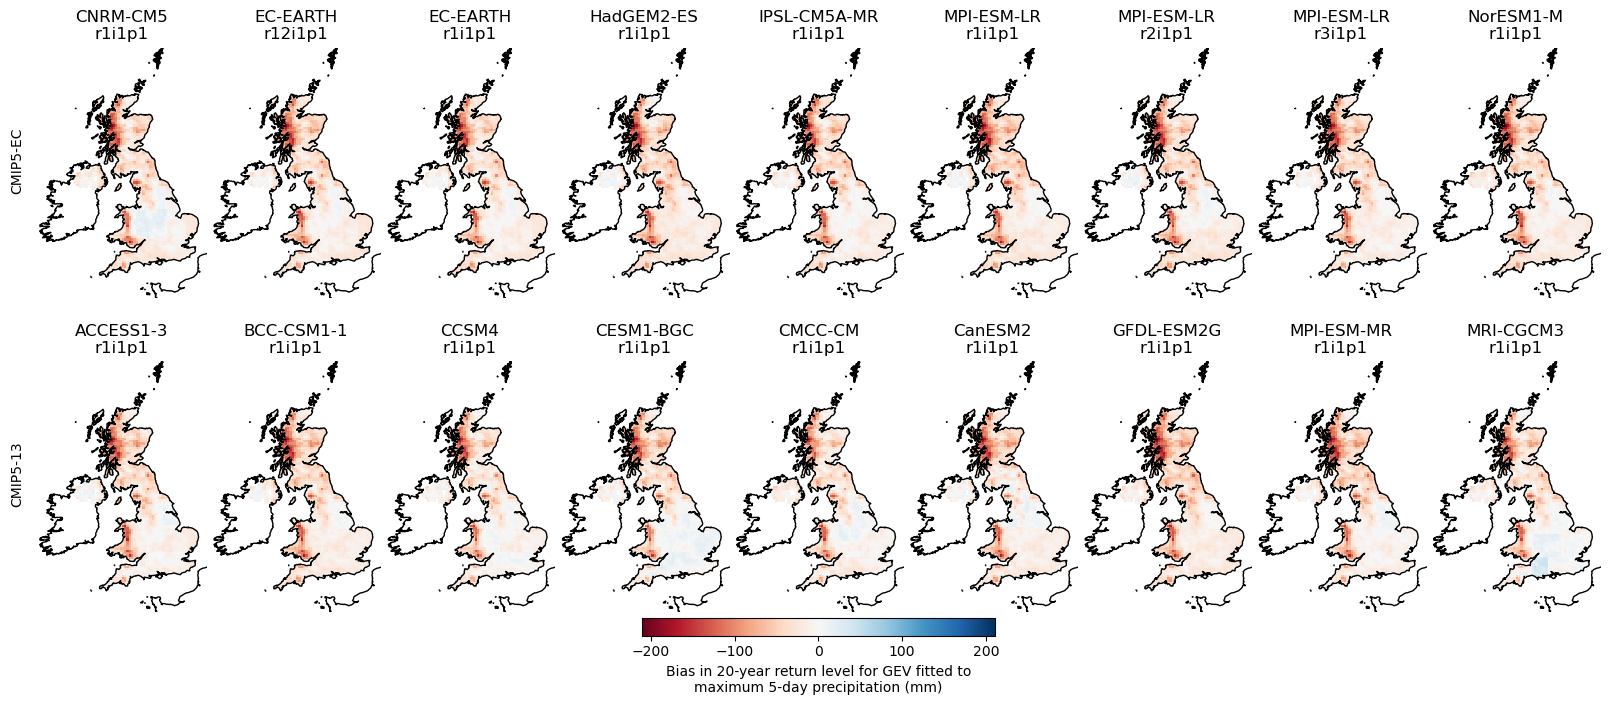 CNRM-CM5
r1i1p1
EC-EARTH
r12i1p1
EC-EARTH
r1i1p1
HadGEM2-ES
r1i1p1
IPSL-CM5A-MR
r1i1p1
MPI-ESM-LR
r1i1p1
MPI-ESM-LR
r2i1p1
MPI-ESM-LR
r3i1p1
NorESM1-M
r1i1p1
CMIP5-EC
ACCESS1-3
r1i1p1
BCC-CSM1-1
r1i1p1
CCSM4
r1i1p1
CESM1-BGC
r1i1p1
CMCC-CM
r1i1p1
CanESM2
r1i1p1
GFDL-ESM2G
r1i1p1
MPI-ESM-MR
r1i1p1
MRI-CGCM3
r1i1p1
CMIP5-13
−200 −100 0 100 200
Bias in 20-year return level for GEV fitted to
maximum 5-day precipitation (mm)